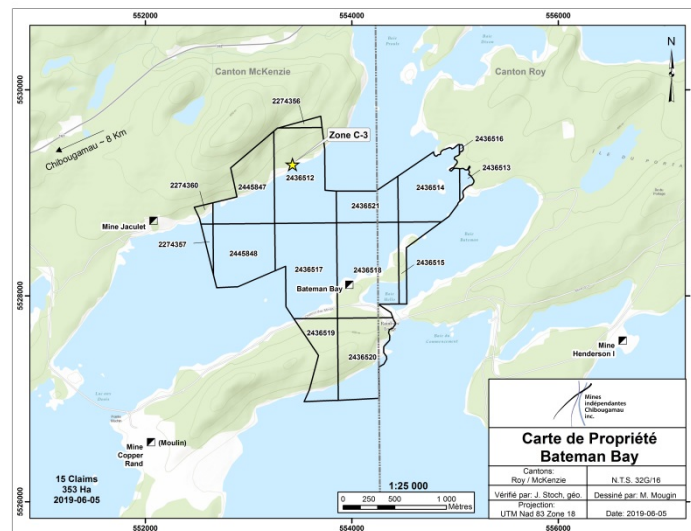 552000
554000
556000
5530000
5528000
5526000
N
Canton McKenzie
Canton Roy
2274356
Zone C-3
Chibougamau ~ 8 Km
2436516
2436513
2436512
2445847
2436514
2274360
2436521
Mine Jaculet
2274357
2445848
2436515
2436517
2436518
Bateman Bay
2436519
2436520
Mine
Henderson I
Mine
Copper
Rand
(Moulin)
15 Claims
353 Ha
2019-06-05
1:25 000
0 250 500 1 000
Mètres
Mines
indépendantes
Chibougamau
inc.
Carte de Propriété
Bateman Bay
Cantons:
Roy / McKenzie
N.T.S. 32G/16
Vérifié par: J. Stoch, géo.
Dessiné par: M. Mougin
Projection:
UTM Nad 83 Zone 18
Date: 2019-06-05
552000
554000
556000